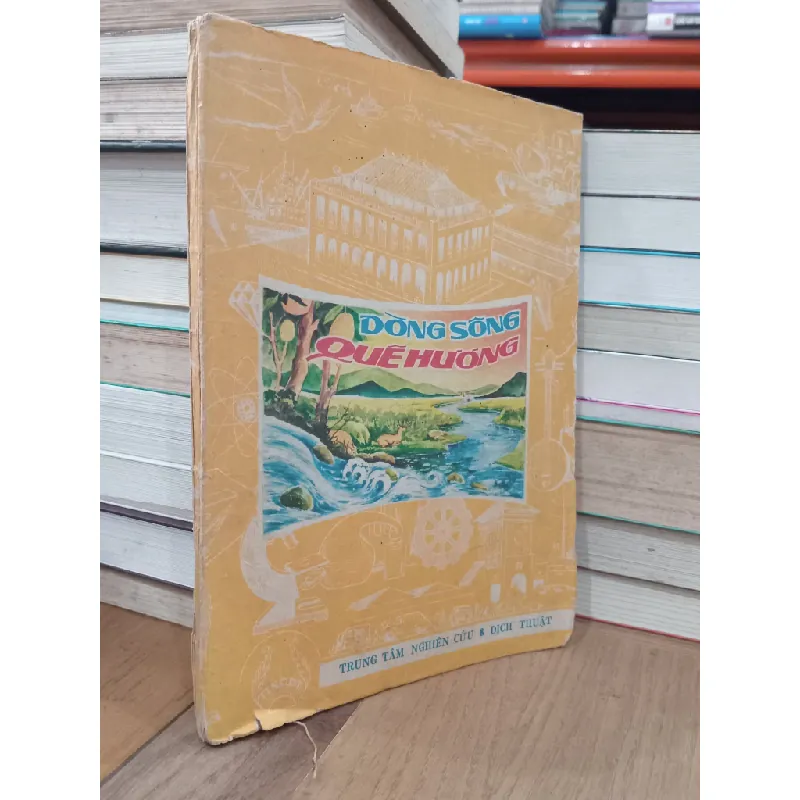 DÒNG SÔNG
QUÊ HƯƠNG
TRUNG TÂM NGHIÊN CỨU & DỊCH THUẬT